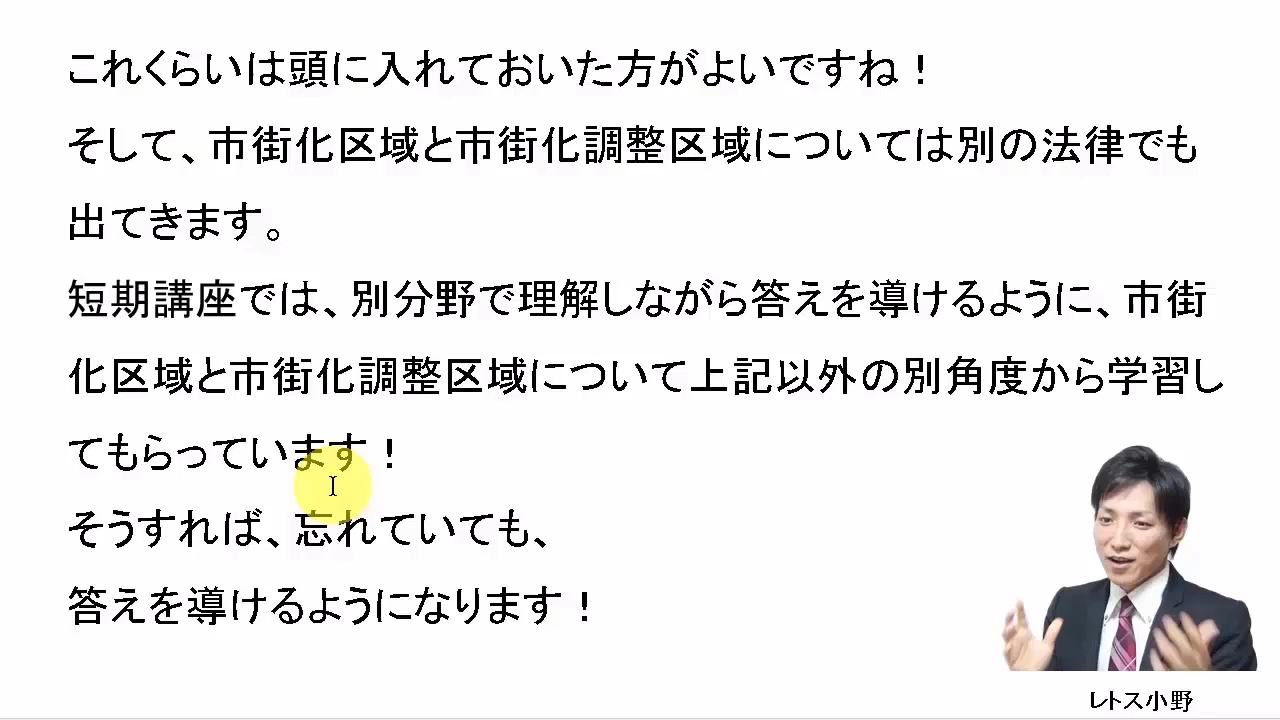 これくらいは頭に入れておいた方がよいですね！
そして、市街化区域と市街化調整区域については別の法律でも
出てきます。
短期講座では、別分野で理解しながら答えを導けるように、市街
化区域と市街化調整区域について上記以外の別角度から学習し
てもらっています！
そうすれば、忘れていても、
答えを導けるようになります！
レトス小野